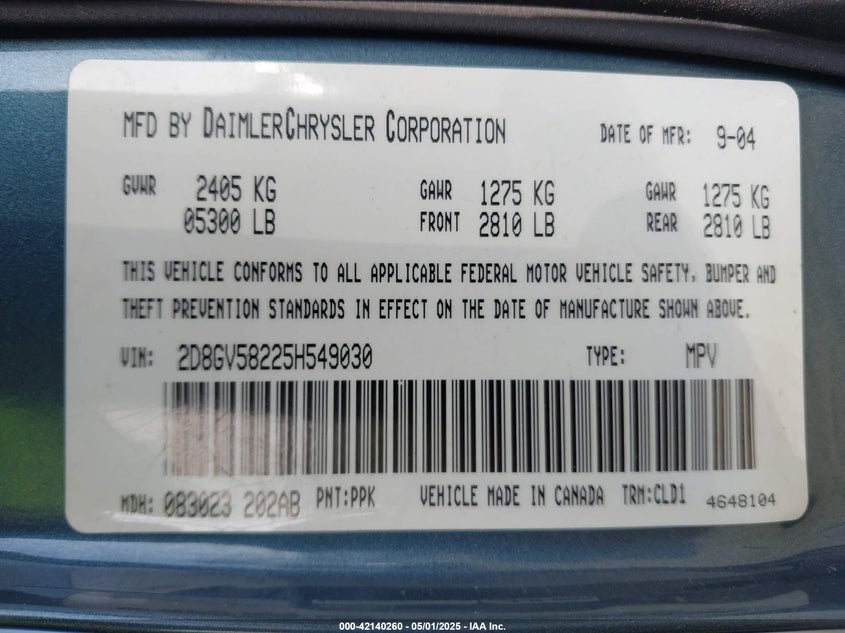 MFD BY DAIMLERCHRYSLER CORPORATION DATE OF MFR: 9-04
GVWR 2405 KG GAWR 1275 KG GAWR 1275 KG
05300 LB FRONT 2810 LB REAR 2810 LB
THIS VEHICLE CONFORMS TO ALL APPLICABLE FEDERAL MOTOR VEHICLE SAFETY, BUMPER AND
THEFT PREVENTION STANDARDS IN EFFECT ON THE DATE OF MANUFACTURE SHOWN ABOVE.
VIN: 2D8GV58225H549030 TYPE: MPV
MDH: 083023 202AB PNT:PPK VEHICLE MADE IN CANADA TRM:CLD1 4648104
000-42140260 - 05/01/2025 - IAA Inc.